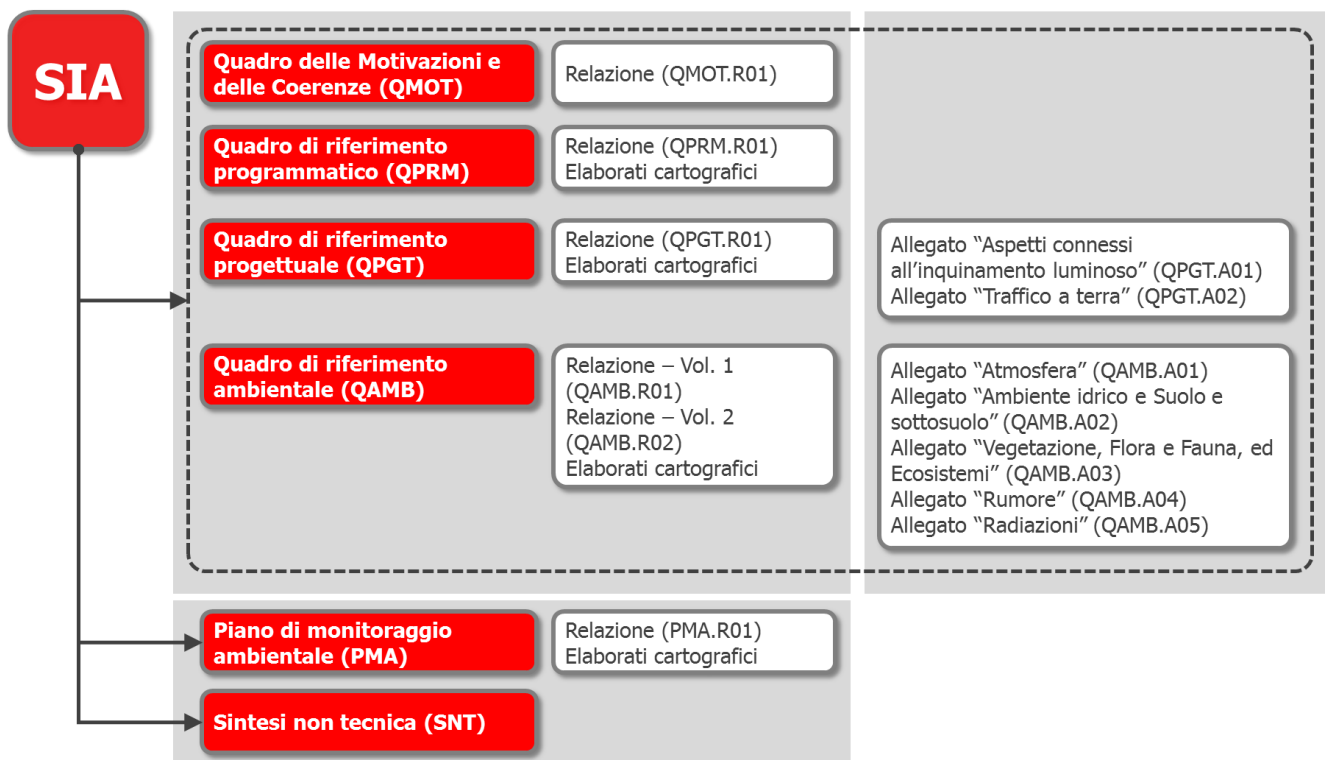 SIA
Quadro delle Motivazioni e
delle Coerenze (QMOT)
Relazione (QMOT.R01)
Quadro di riferimento
programmatico (QPRM)
Relazione (QPRM.R01)
Elaborati cartografici
Quadro di riferimento
progettuale (QPGT)
Relazione (QPGT.R01)
Elaborati cartografici
Allegato “Aspetti connessi
all’inquinamento luminoso” (QPGT.A01)
Allegato “Traffico a terra” (QPGT.A02)
Quadro di riferimento
ambientale (QAMB)
Relazione – Vol. 1
(QAMB.R01)
Relazione – Vol. 2
(QAMB.R02)
Elaborati cartografici
Allegato “Atmosfera” (QAMB.A01)
Allegato “Ambiente idrico e Suolo e
sottosuolo” (QAMB.A02)
Allegato “Vegetazione, Flora e Fauna, ed
Ecosistemi” (QAMB.A03)
Allegato “Rumore” (QAMB.A04)
Allegato “Radiazioni” (QAMB.A05)
Piano di monitoraggio
ambientale (PMA)
Relazione (PMA.R01)
Elaborati cartografici
Sintesi non tecnica (SNT)